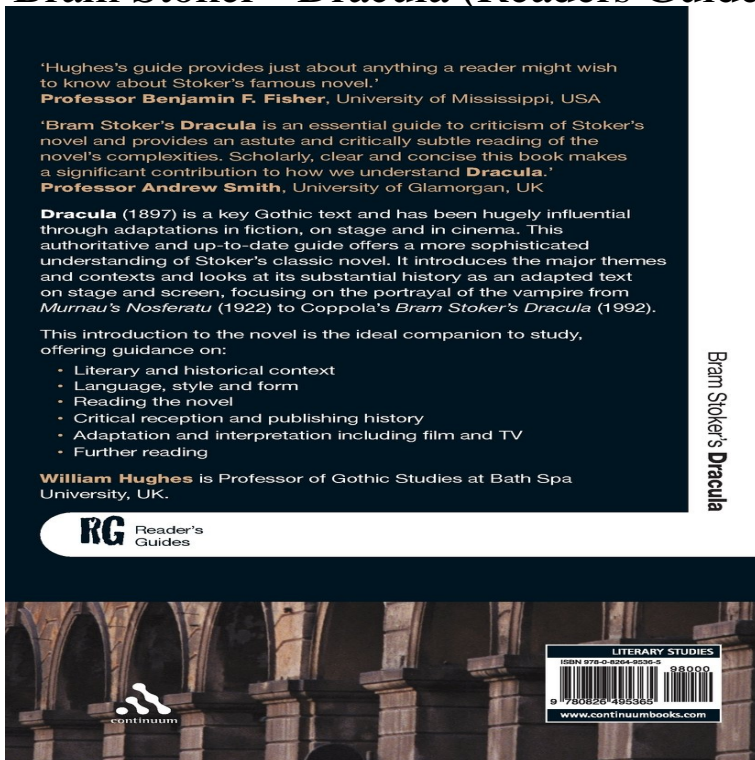 Bram Stoker - Dracula (Readers Guide
‘Hughes’s guide provides just about anything a reader might wish
to know about Stoker’s famous novel.’
Professor Benjamin F. Fisher, University of Mississippi, USA
‘Bram Stoker’s Dracula is an essential guide to criticism of Stoker’s
novel and provides an astute and critically subtle reading of the
novel’s complexities. Scholarly, clear and concise this book makes
a significant contribution to how we understand Dracula.’
Professor Andrew Smith, University of Glamorgan, UK
Dracula (1897) is a key Gothic text and has been hugely influential
through adaptations in fiction, on stage and in cinema. This
authoritative and up-to-date guide offers a more sophisticated
understanding of Stoker’s classic novel. It introduces the major themes
and contexts and looks at its substantial history as an adapted text
on stage and screen, focusing on the portrayal of the vampire from
Murnau’s Nosferatu (1922) to Coppola’s Bram Stoker’s Dracula (1992).
This introduction to the novel is the ideal companion to study,
offering guidance on:
• Literary and historical context
• Language, style and form
• Reading the novel
• Critical reception and publishing history
• Adaptation and interpretation including film and TV
• Further reading
William Hughes is Professor of Gothic Studies at Bath Spa
University, UK.
RG Reader’s
Guides
Bram Stoker’s Dracula
continuum
LITERARY STUDIES
ISBN 978-0-8264-9536-5
98000
9 780826 495365
www.continuumbooks.com